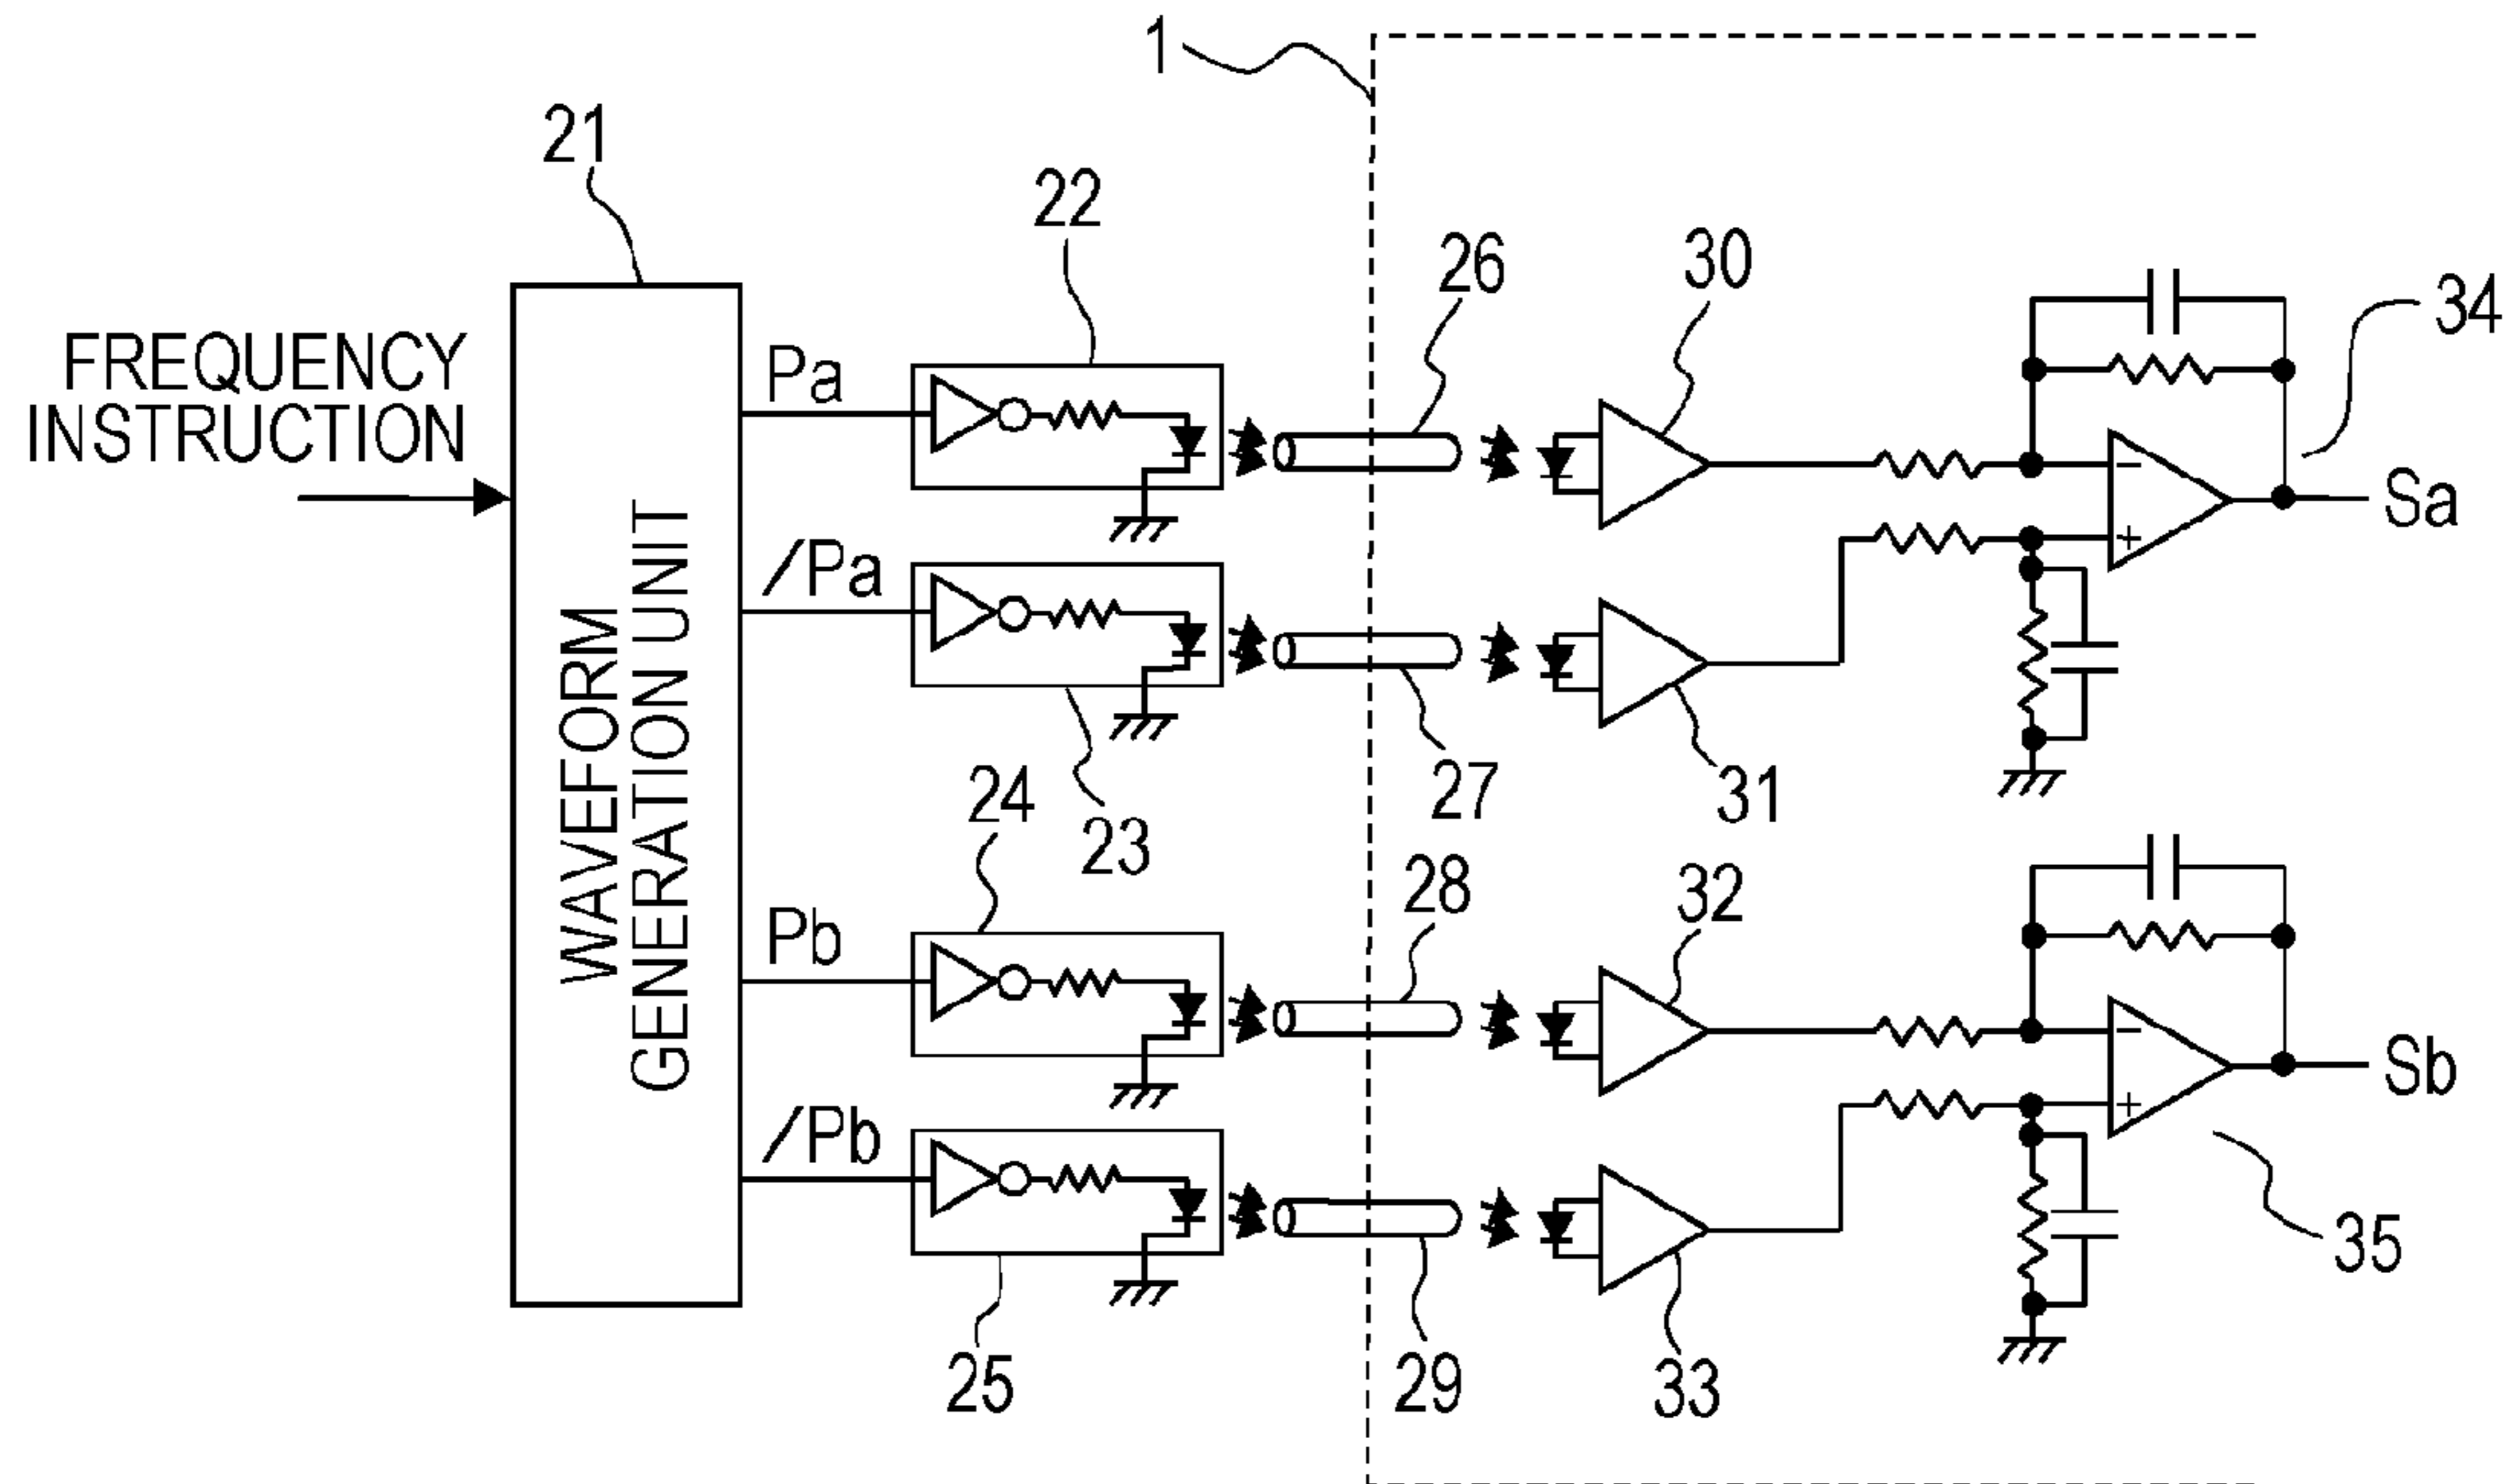 1
21
22
26
30
34
FREQUENCY
INSTRUCTION
Pa
Sa
/Pa
WAVEFORM
GENERATION UNIT
27
31
24
23
28
32
Pb
Sb
/Pb
35
25
29
33
−
+
−
+